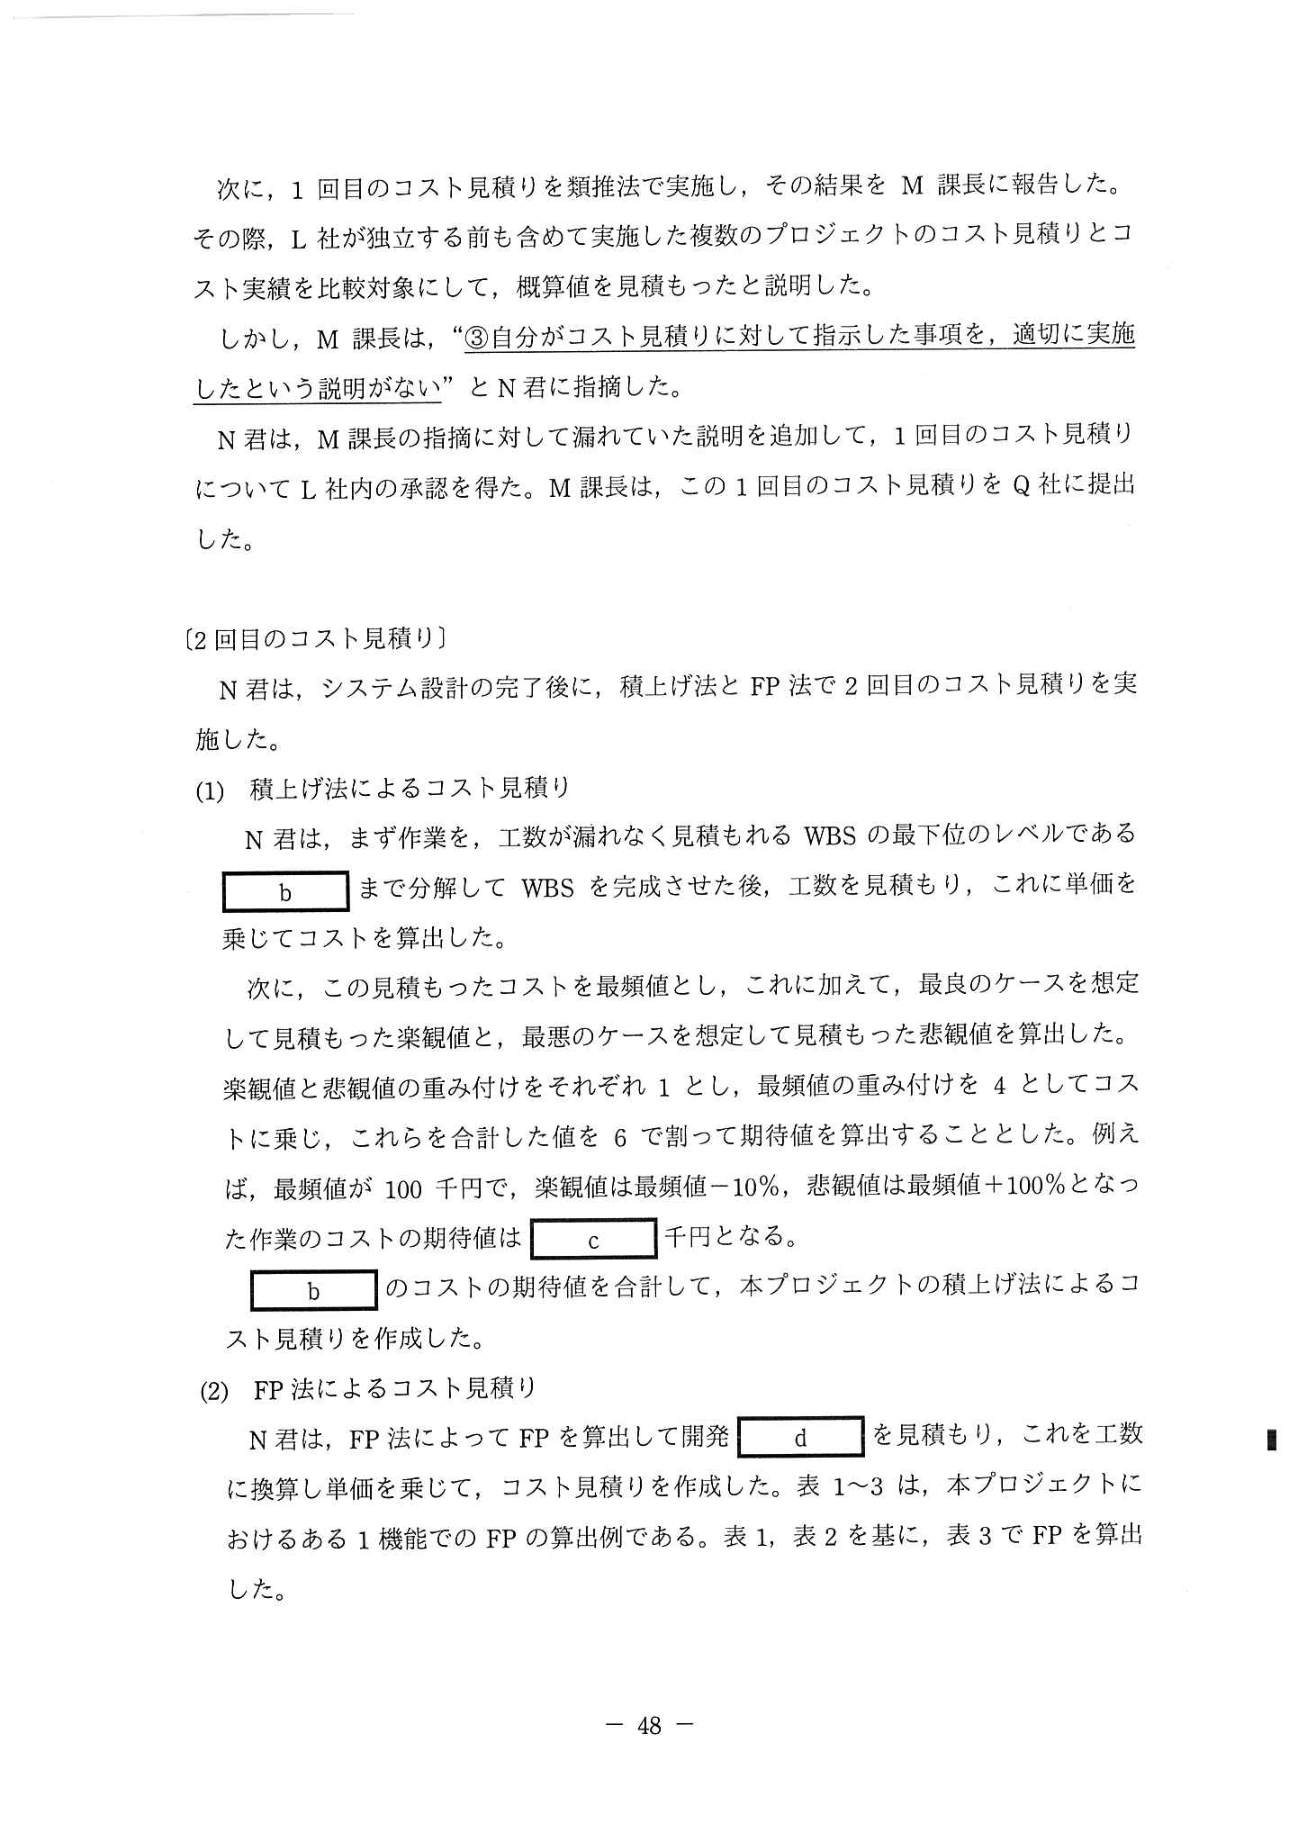 次に，1 回目のコスト見積りを類推法で実施し，その結果を M 課長に報告した。
その際，L 社が独立する前も含めて実施した複数のプロジェクトのコスト見積りとコ
スト実績を比較対象にして，概算値を見積もったと説明した。
しかし，M 課長は，“③自分がコスト見積りに対して指示した事項を，適切に実施
したという説明がない” と N 君に指摘した。
N 君は，M 課長の指摘に対して漏れていた説明を追加して，1 回目のコスト見積り
について L 社内の承認を得た。M 課長は，この 1 回目のコスト見積りを Q 社に提出
した。
〔2 回目のコスト見積り〕
N 君は，システム設計の完了後に，積上げ法と FP 法で 2 回目のコスト見積りを実
施した。
(1) 積上げ法によるコスト見積り
N 君は，まず作業を，工数が漏れなく見積もれる WBS の最下位のレベルである
b まで分解して WBS を完成させた後，工数を見積もり，これに単価を
乗じてコストを算出した。
次に，この見積もったコストを最頻値とし，これに加えて，最良のケースを想定
して見積もった楽観値と，最悪のケースを想定して見積もった悲観値を算出した。
楽観値と悲観値の重み付けをそれぞれ 1 とし，最頻値の重み付けを 4 としてコス
トに乗じ，これらを合計した値を 6 で割って期待値を算出することとした。例え
ば，最頻値が 100 千円で，楽観値は最頻値－10％，悲観値は最頻値＋100％となっ
た作業のコストの期待値は c 千円となる。
b のコストの期待値を合計して，本プロジェクトの積上げ法によるコ
スト見積りを作成した。
(2) FP 法によるコスト見積り
N 君は，FP 法によって FP を算出して開発 d を見積もり，これを工数
に換算し単価を乗じて，コスト見積りを作成した。表 1～3 は，本プロジェクトに
おけるある 1 機能での FP の算出例である。表 1，表 2 を基に，表 3 で FP を算出
した。
－ 48 －